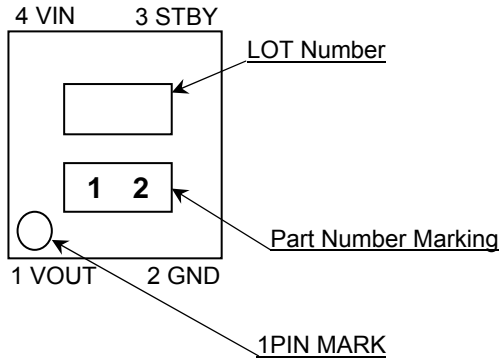 4 VIN 3 STBY
LOT Number
1 2
Part Number Marking
1 VOUT 2 GND
1PIN MARK